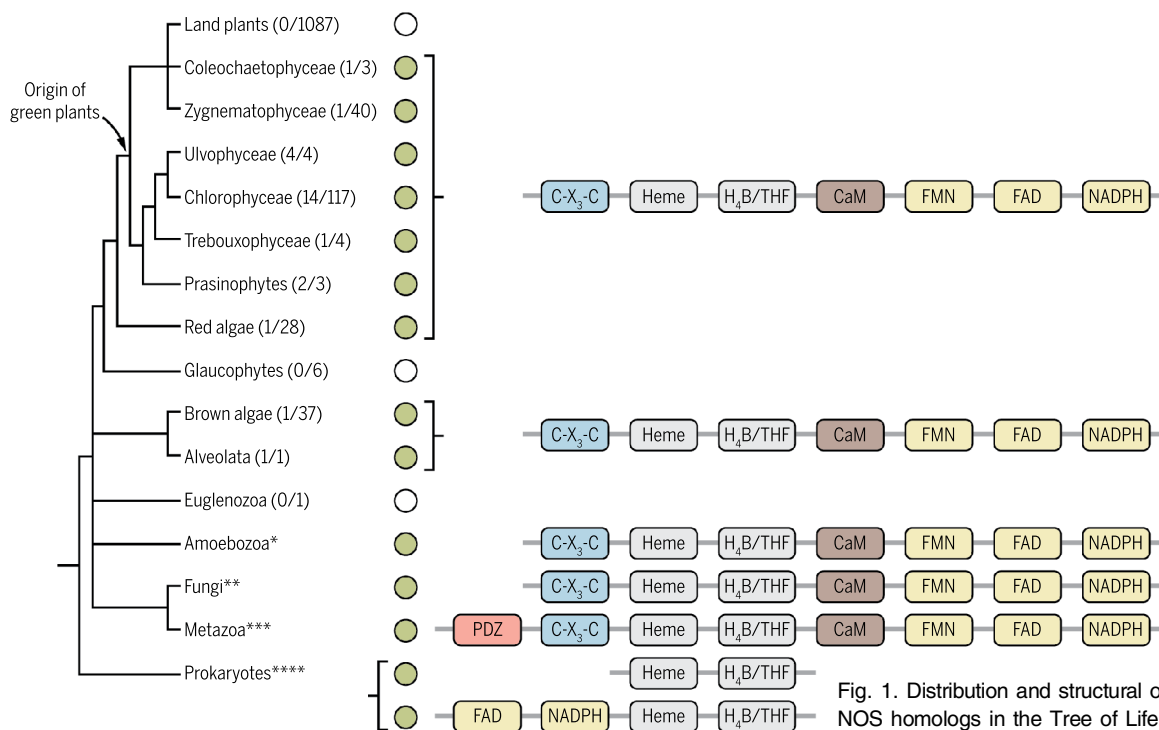 Origin of
green plants
Land plants (0/1087)
Coleochaetophyceae (1/3)
Zygnematophyceae (1/40)
Ulvophyceae (4/4)
Chlorophyceae (14/117)
C-X3-C Heme H4B/THF CaM FMN FAD NADPH
Trebouxophyceae (1/4)
Prasinophytes (2/3)
Red algae (1/28)
Glaucophytes (0/6)
Brown algae (1/37)
C-X3-C Heme H4B/THF CaM FMN FAD NADPH
Alveolata (1/1)
Euglenozoa (0/1)
Amoebozoa* C-X3-C Heme H4B/THF CaM FMN FAD NADPH
Fungi** C-X3-C Heme H4B/THF CaM FMN FAD NADPH
Metazoa*** PDZ C-X3-C Heme H4B/THF CaM FMN FAD NADPH
Prokaryotes**** Heme H4B/THF
FAD NADPH Heme H4B/THF
Fig. 1. Distribution and structural o
NOS homologs in the Tree of Life